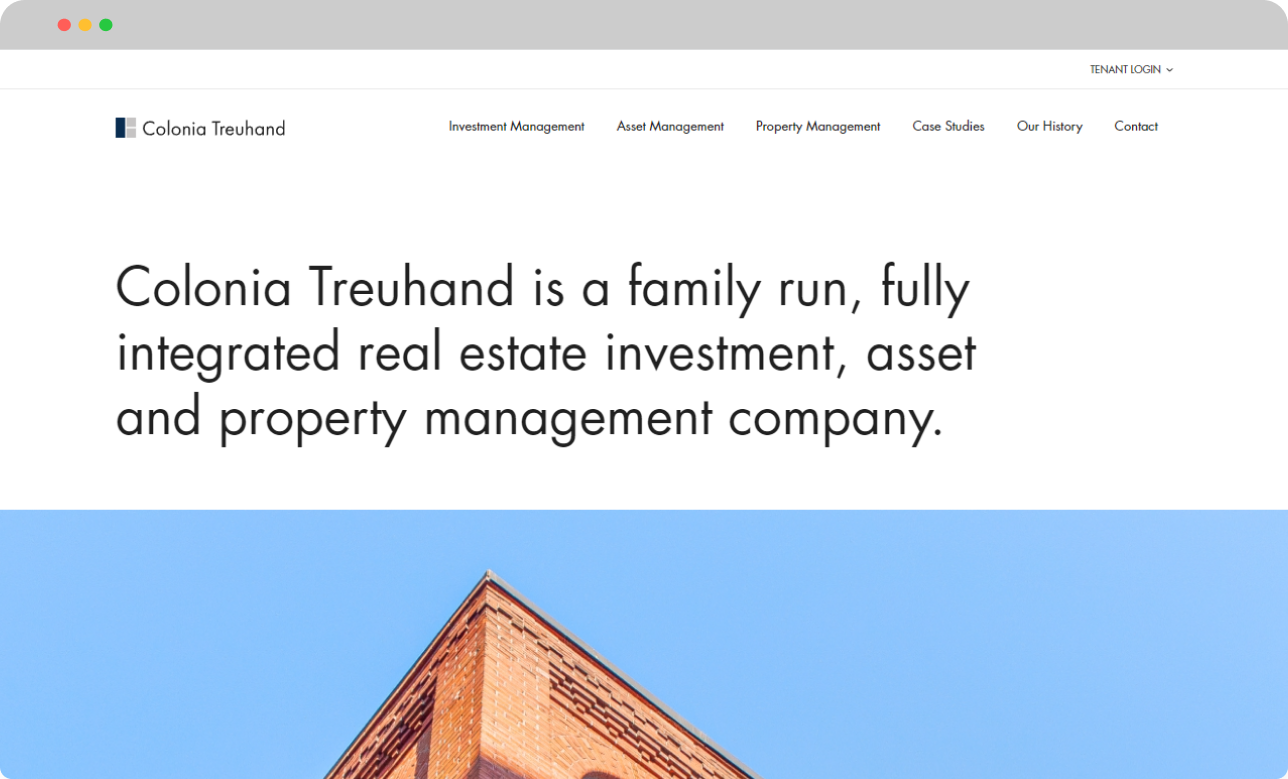 TENANT LOGIN
Colonia Treuhand
Investment Management
Asset Management
Property Management
Case Studies
Our History
Contact
Colonia Treuhand is a family run, fully
integrated real estate investment, asset
and property management company.